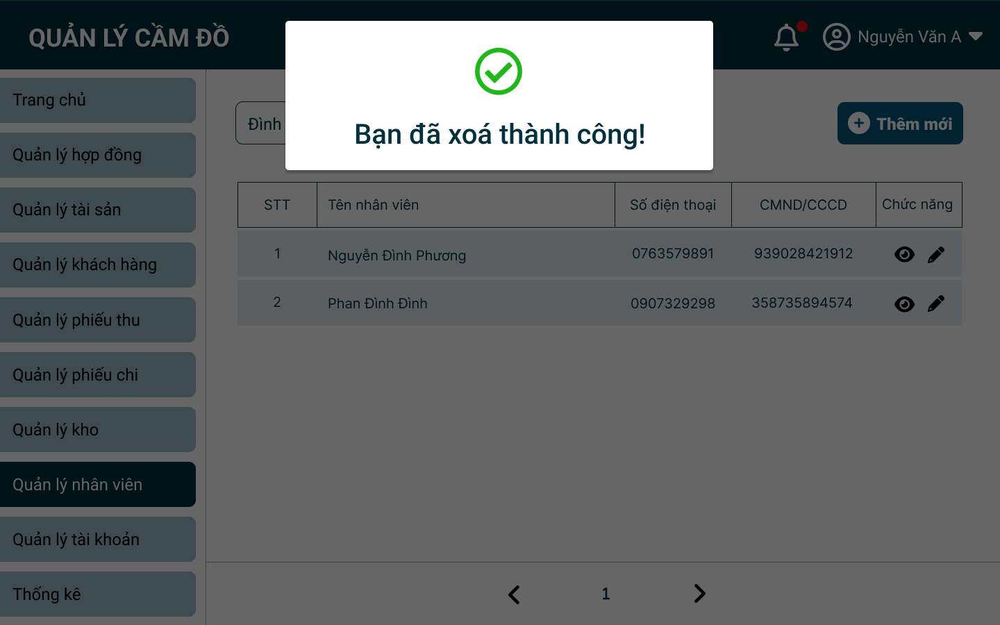 QUẢN LÝ CẦM ĐỒ
Nguyễn Văn A
Bạn đã xoá thành công!
Trang chủ
Quản lý hợp đồng
Quản lý tài sản
Quản lý khách hàng
Quản lý phiếu thu
Quản lý phiếu chi
Quản lý kho
Quản lý nhân viên
Quản lý tài khoản
Thống kê
Đình
Thêm mới
STT Tên nhân viên Số điện thoại CMND/CCCD Chức năng
1 Nguyễn Đình Phương 0763579891 939028421912
2 Phan Đình Đình 0907329298 358735894574
1